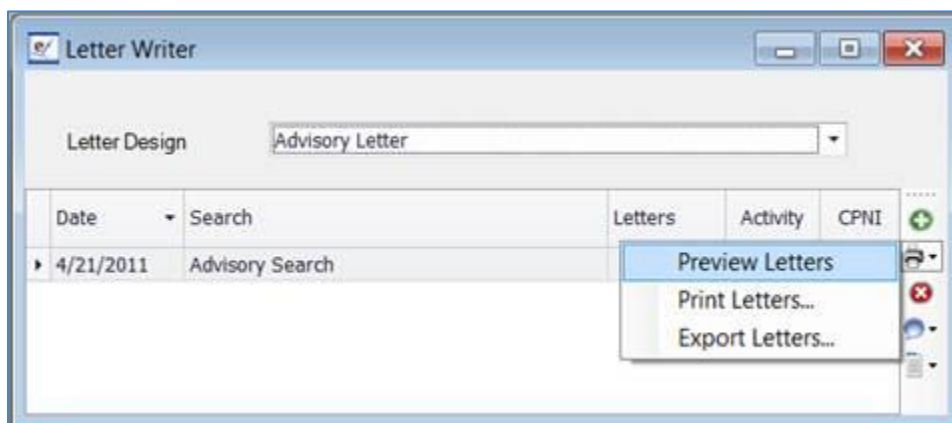 Letter Writer
Letter Design Advisory Letter
Date Search Letters Activity CPNI
4/21/2011 Advisory Search
Preview Letters
Print Letters...
Export Letters...